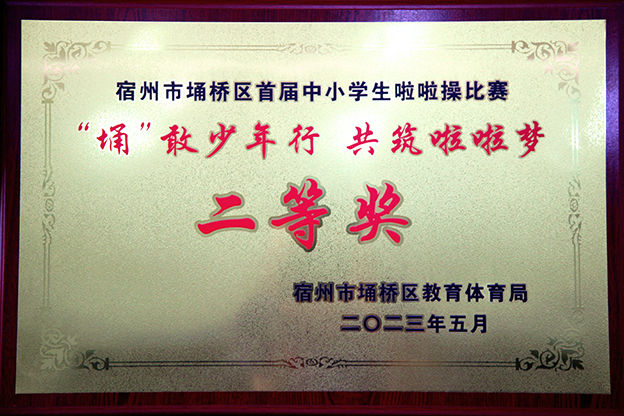 宿州市埇桥区首届中小学生啦啦操比赛
“埇”敢少年行 共筑啦啦梦
二等奖
宿州市埇桥区教育体育局
二〇二三年五月